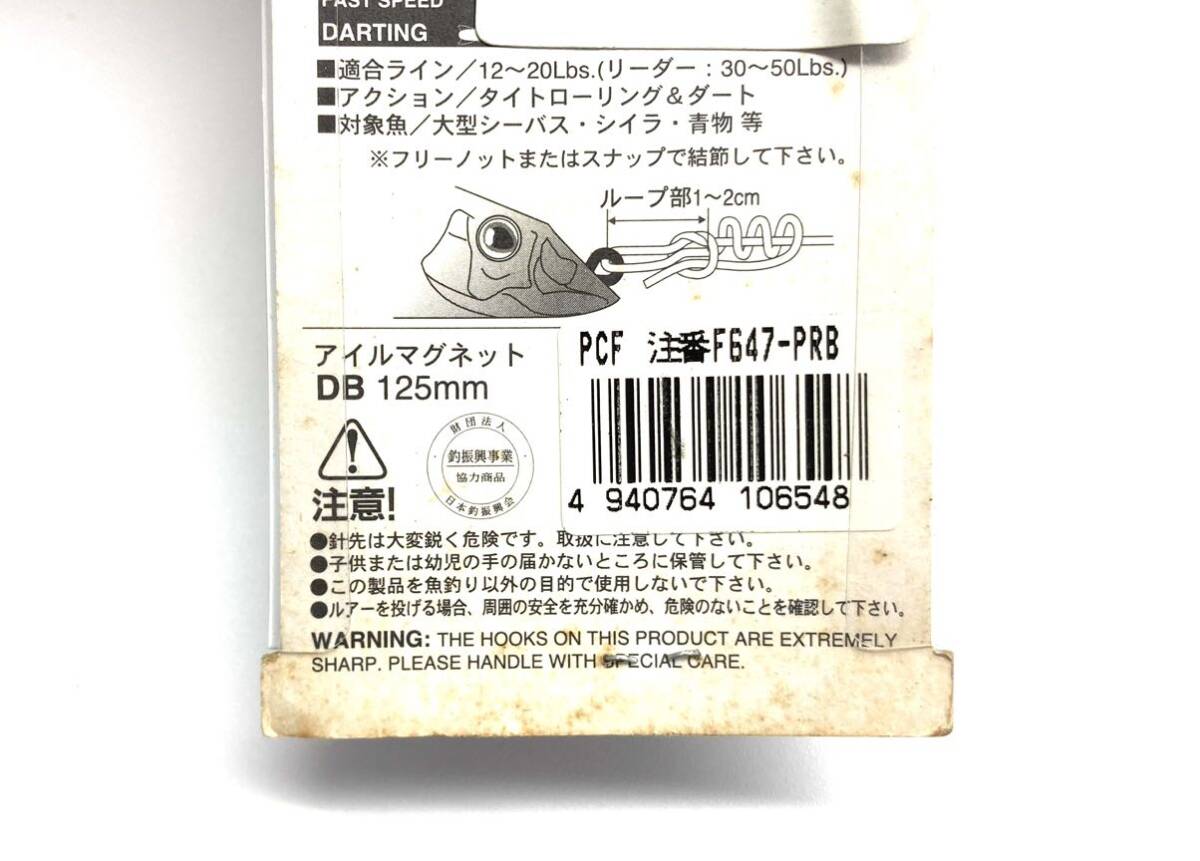 FAST SPEED
DARTING
■適合ライン/12〜20Lbs.(リーダー：30〜50Lbs.)
■アクション/タイトローリング＆ダート
■対象魚/大型シーバス・シイラ・青物 等
※フリーノットまたはスナップで結節して下さい。
ループ部1〜2cm
アイルマグネット
DB 125mm
PCF 注番F647-PRB
4 940764 106548
財団法人
釣振興事業
協力商品
日本釣振興会
注意!
●針先は大変鋭く危険です。取扱に注意して下さい。
●子供または幼児の手の届かないところに保管して下さい。
●この製品を魚釣り以外の目的で使用しないで下さい。
●ルアーを投げる場合、周囲の安全を充分確かめ、危険のないことを確認して下さい。
WARNING: THE HOOKS ON THIS PRODUCT ARE EXTREMELY
SHARP. PLEASE HANDLE WITH SPECIAL CARE.